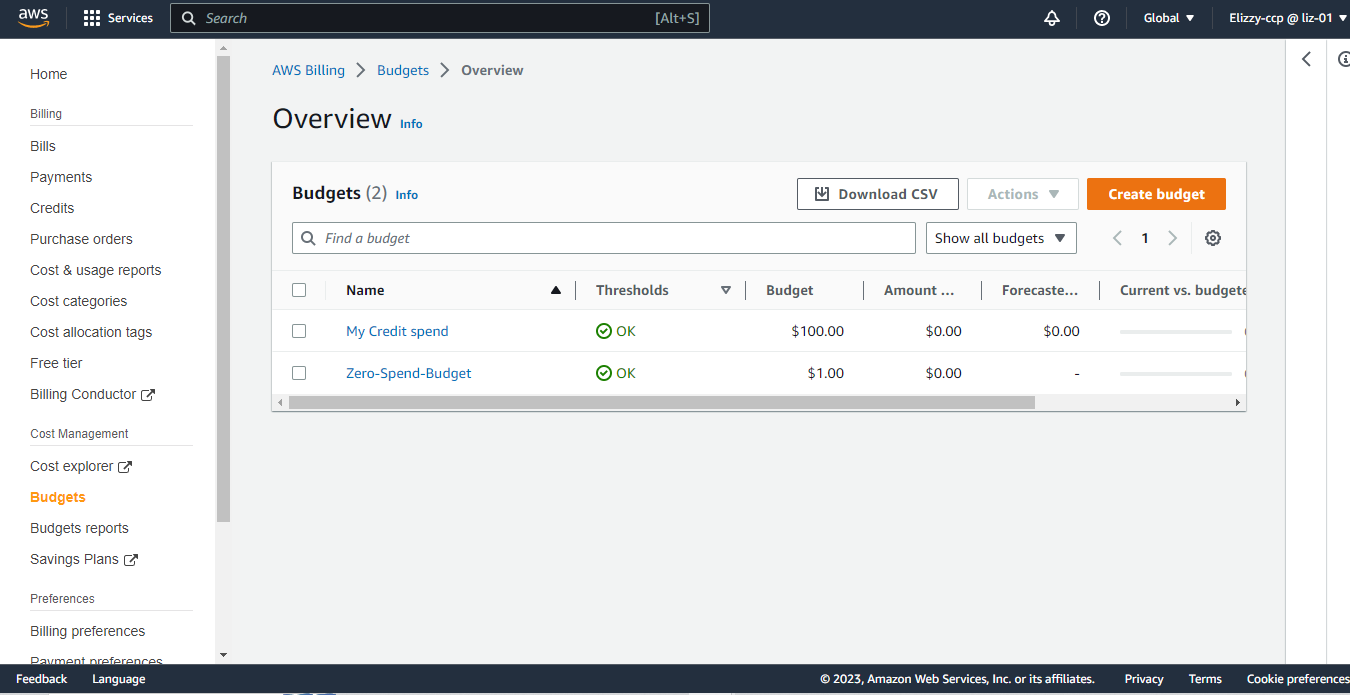 aws
Services
Search
[Alt+S]
Global
Elizzy-ccp @ liz-01
Home
Billing
Bills
Payments
Credits
Purchase orders
Cost & usage reports
Cost categories
Cost allocation tags
Free tier
Billing Conductor
Cost Management
Cost explorer
Budgets
Budgets reports
Savings Plans
Preferences
Billing preferences
Payment preferences
AWS Billing > Budgets > Overview
Overview Info
Budgets (2) Info
Download CSV
Actions
Create budget
Find a budget
Show all budgets
1
Name Thresholds Budget Amount ... Forecaste... Current vs. budgete
My Credit spend OK $100.00 $0.00 $0.00
Zero-Spend-Budget OK $1.00 $0.00 -
Feedback Language © 2023, Amazon Web Services, Inc. or its affiliates. Privacy Terms Cookie preferences